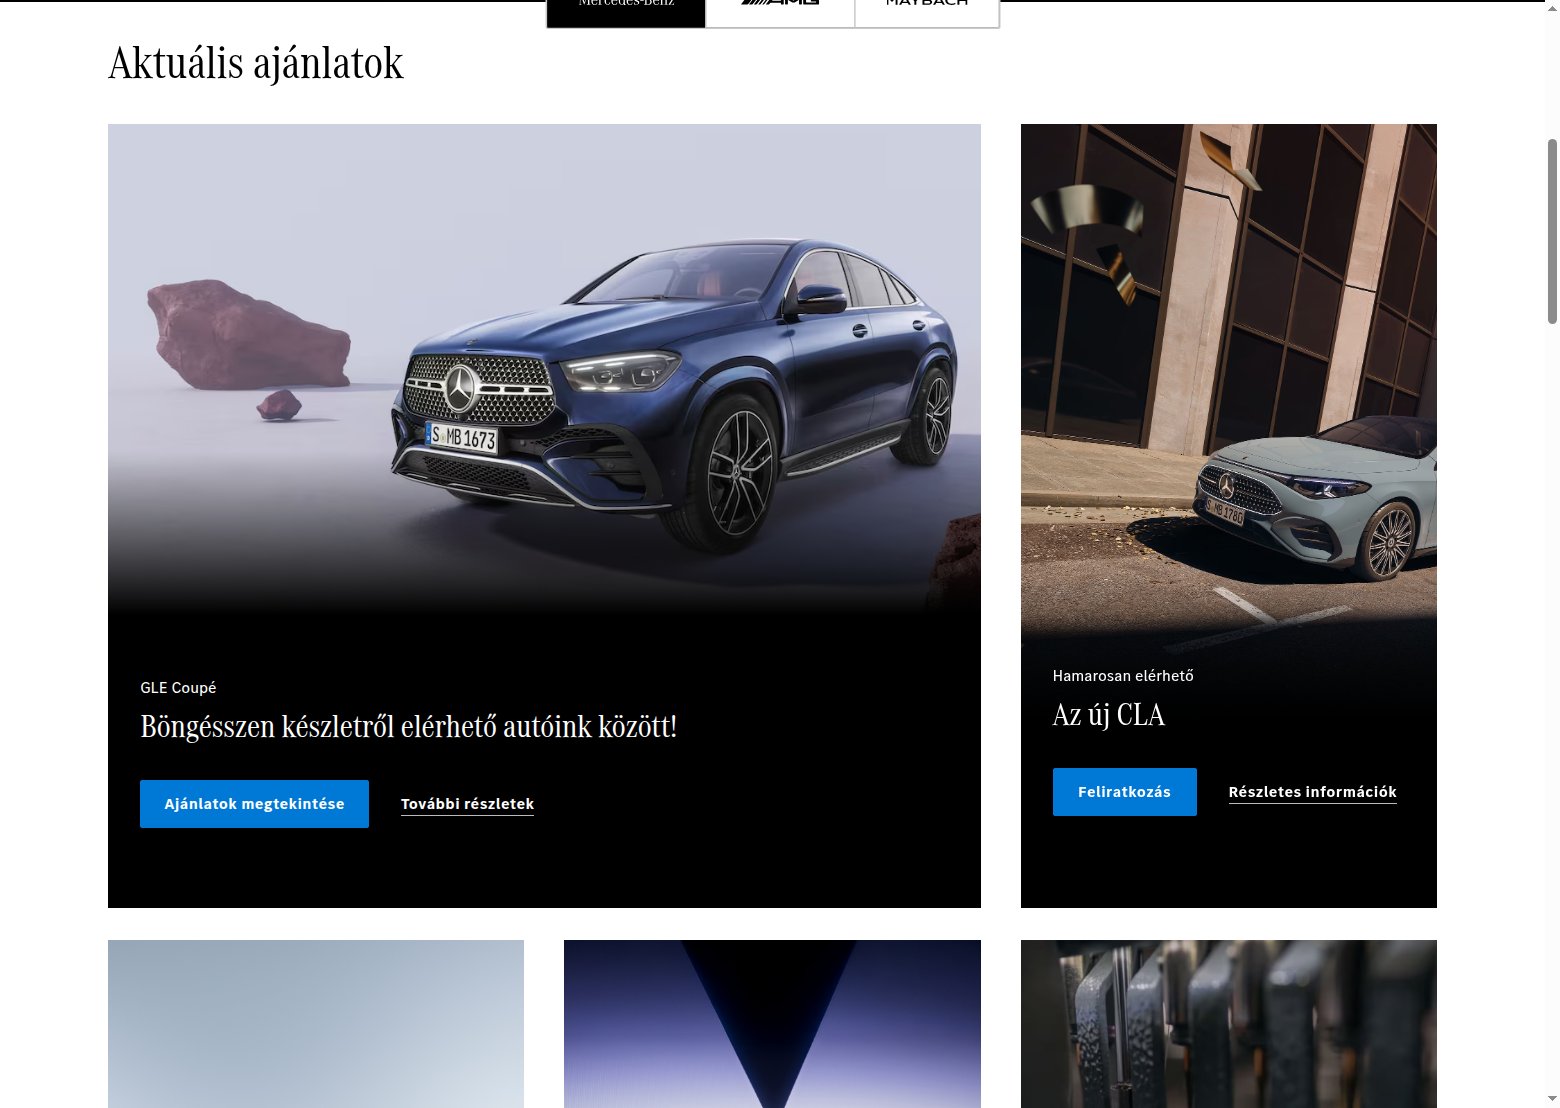 Mercedes-Benz
AMG
MAYBACH
Aktuális ajánlatok
S MB 1673
S MB 1780
GLE Coupé
Böngésszen készletről elérhető autóink között!
Ajánlatok megtekintése
További részletek
Hamarosan elérhető
Az új CLA
Feliratkozás
Részletes információk